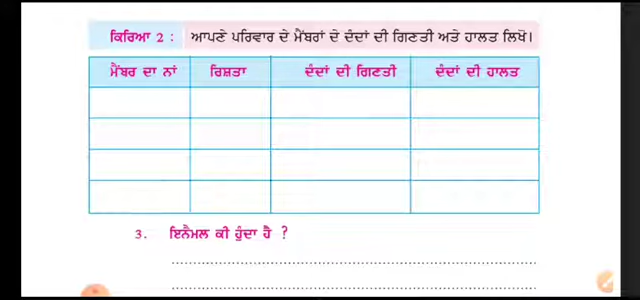 ਕਿਰਿਆ 2 : ਆਪਣੇ ਪਰਿਵਾਰ ਦੇ ਮੈਂਬਰਾਂ ਦੇ ਦੰਦਾਂ ਦੀ ਗਿਣਤੀ ਅਤੇ ਹਾਲਤ ਲਿਖੋ।
ਮੈਂਬਰ ਦਾ ਨਾਂ ਰਿਸ਼ਤਾ ਦੰਦਾਂ ਦੀ ਗਿਣਤੀ ਦੰਦਾਂ ਦੀ ਹਾਲਤ
3. ਇਨੈਮਲ ਕੀ ਹੁੰਦਾ ਹੈ ?